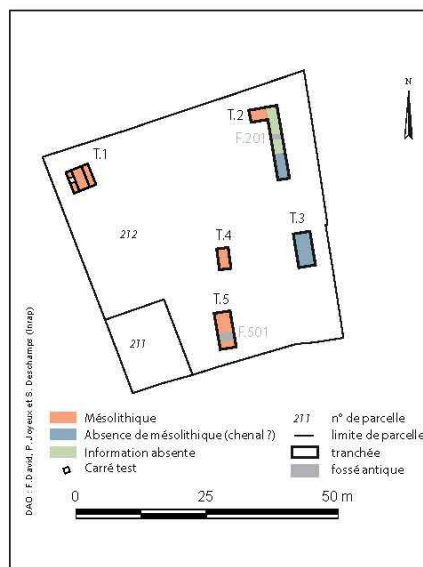 N
T.2
F.201
T.1
T.3
212
T.4
T.5
F.501
211
DAO : F.David, P. Joyeux et S. Deschamps (Inrap)
Mésolithique
Absence de mésolithique (chenal ?)
Information absente
Carré test
211 n° de parcelle
limite de parcelle
tranchée
fossé antique
0 25 50 m